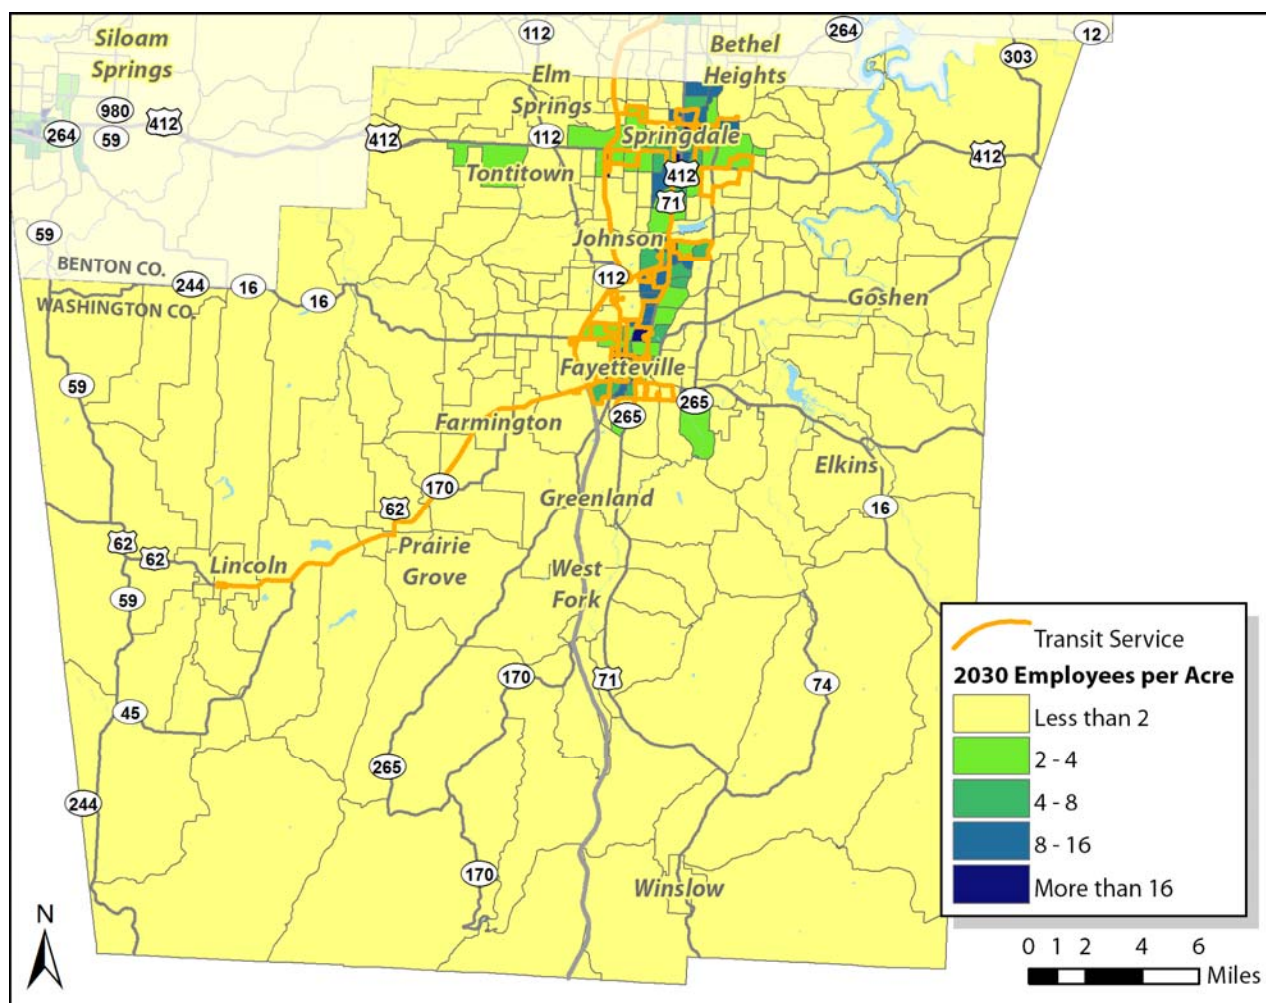 112
264
12
Siloam
Springs
Bethel
Heights
303
Elm
Springs
980
412
264
59
412
112
Springdale
412
Tontitown
412
71
59
Johnson
BENTON CO.
112
244
16
16
Goshen
WASHINGTON CO.
Fayetteville
59
265
265
Farmington
Elkins
170
Greenland
62
16
62
62
Lincoln
Prairie
Grove
West
Fork
59
170
71
74
45
265
244
170
Winslow
Transit Service
2030 Employees per Acre
Less than 2
2 - 4
4 - 8
8 - 16
More than 16
N
0 1 2 4 6
Miles